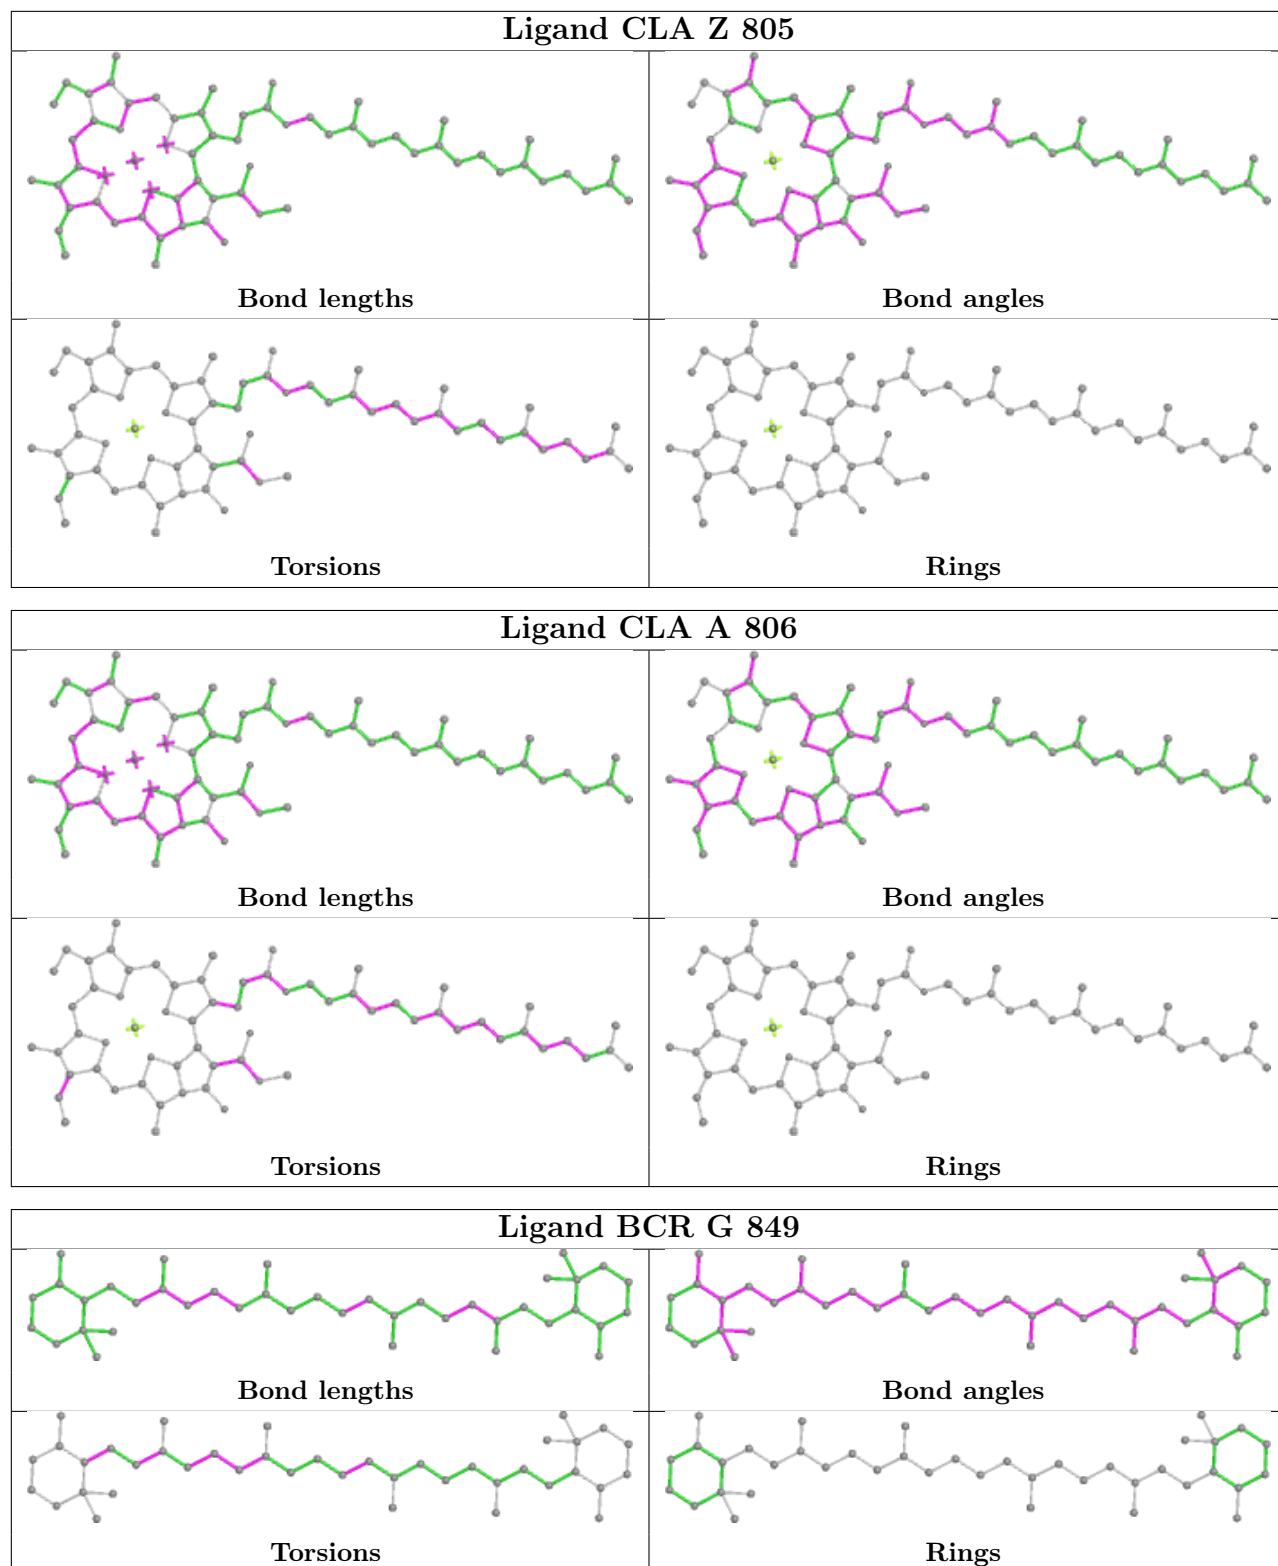 Ligand CLA Z 805
Bond lengths
Bond angles
Torsions
Rings
Ligand CLA A 806
Bond lengths
Bond angles
Torsions
Rings
Ligand BCR G 849
Bond lengths
Bond angles
Torsions
Rings